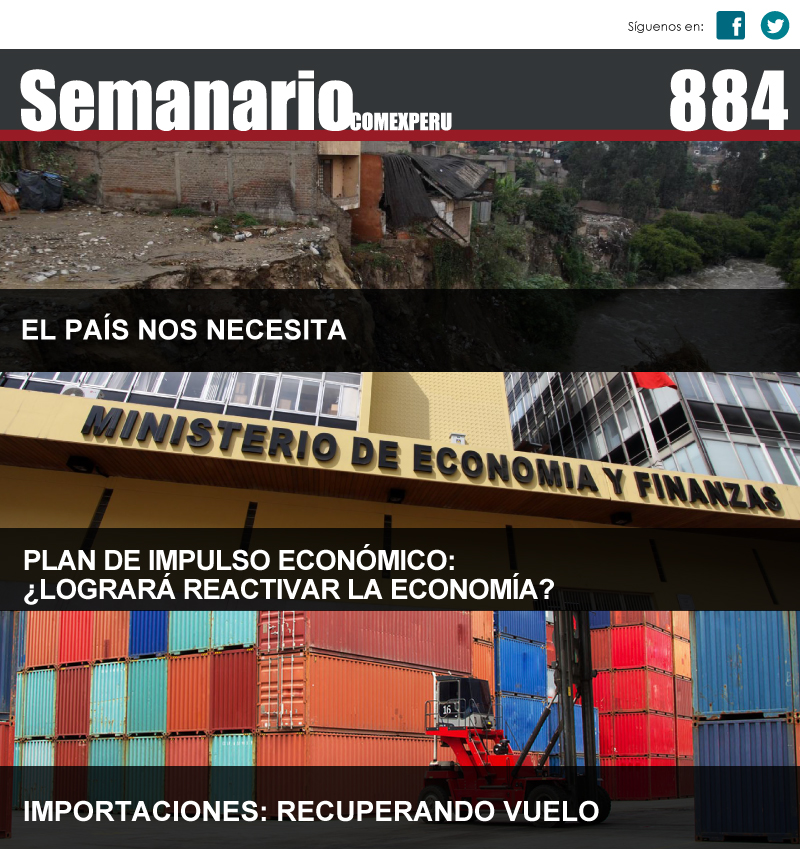 Síguenos en:
Semanario COMEXPERU 884
EL PAÍS NOS NECESITA
MINISTERIO DE ECONOMIA Y FINANZAS
PLAN DE IMPULSO ECONÓMICO:
¿LOGRARÁ REACTIVAR LA ECONOMÍA?
16
IMPORTACIONES: RECUPERANDO VUELO